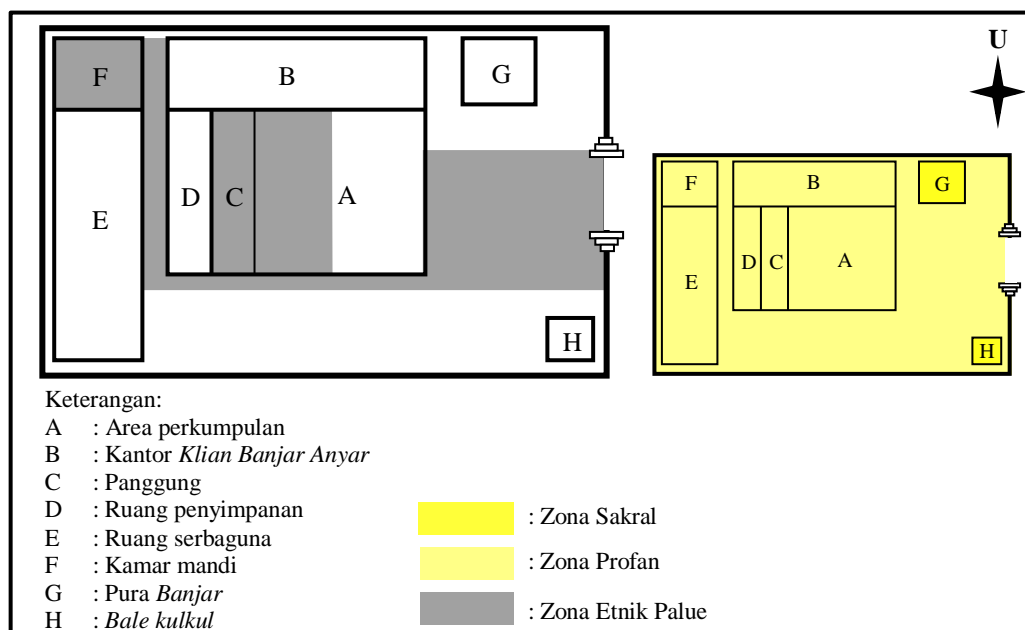 F
B
G
U
E
D
C
A
H
F
B
G
E
D
C
A
H
Keterangan:
A : Area perkumpulan
B : Kantor Klian Banjar Anyar
C : Panggung
D : Ruang penyimpanan
E : Ruang serbaguna
F : Kamar mandi
G : Pura Banjar
H : Bale kulkul
: Zona Sakral
: Zona Profan
: Zona Etnik Palue